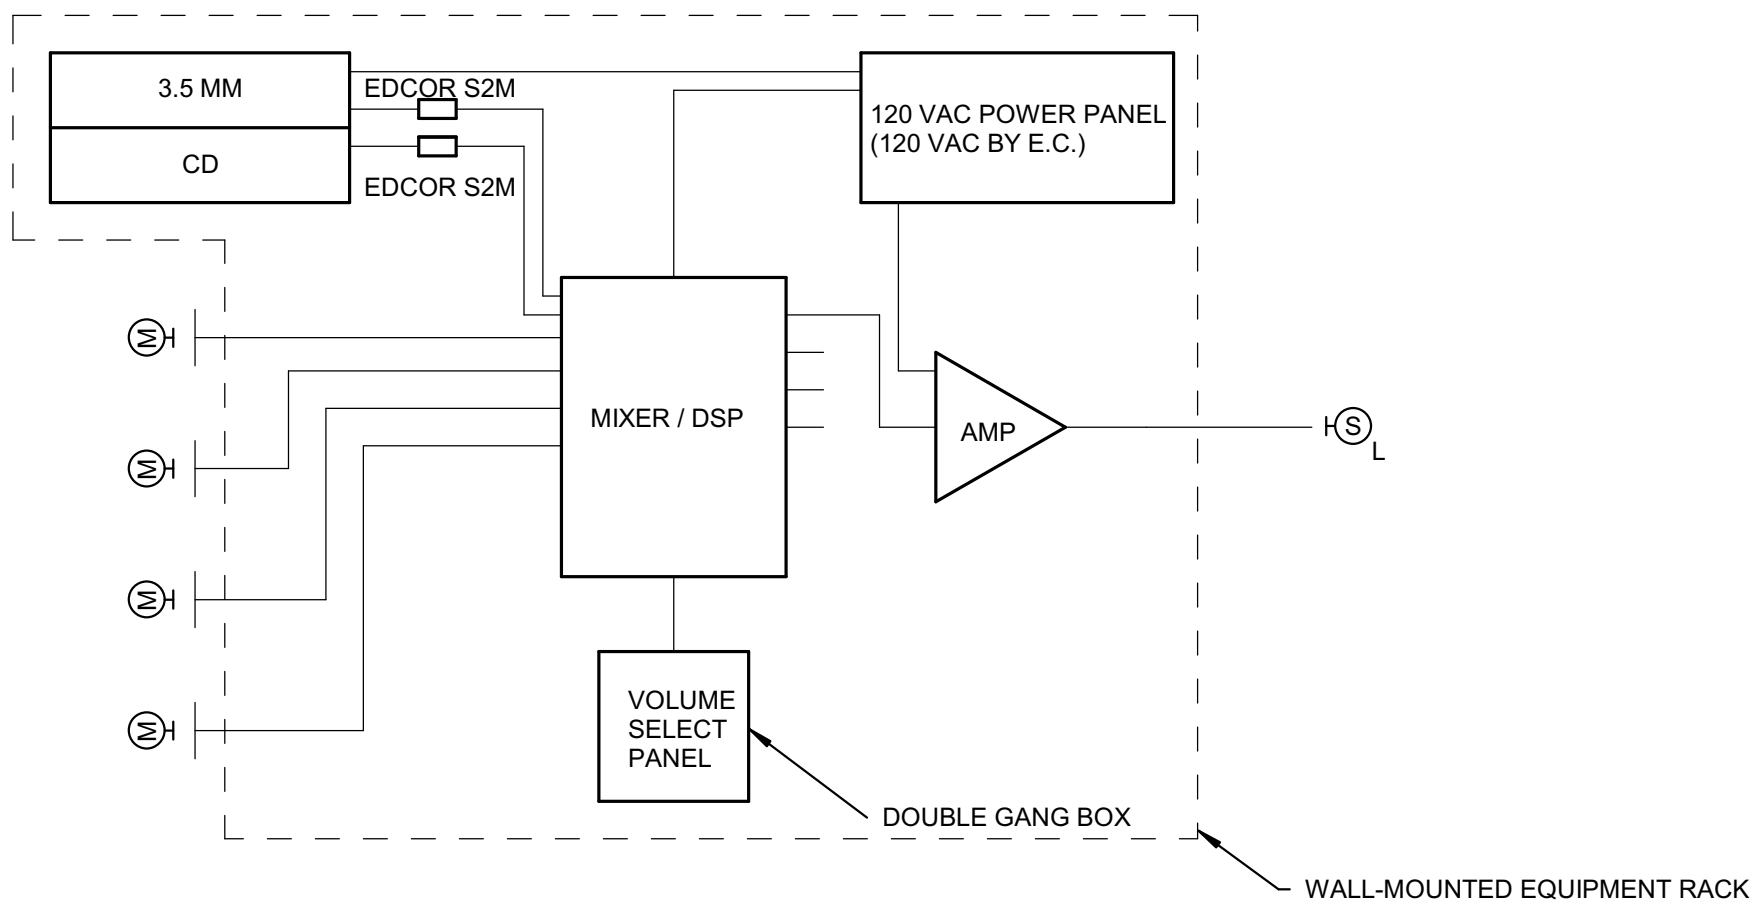 3.5 MM
EDCOR S2M
120 VAC POWER PANEL
(120 VAC BY E.C.)
CD
EDCOR S2M
M
MIXER / DSP
AMP
S
L
M
M
M
VOLUME
SELECT
PANEL
DOUBLE GANG BOX
WALL-MOUNTED EQUIPMENT RACK